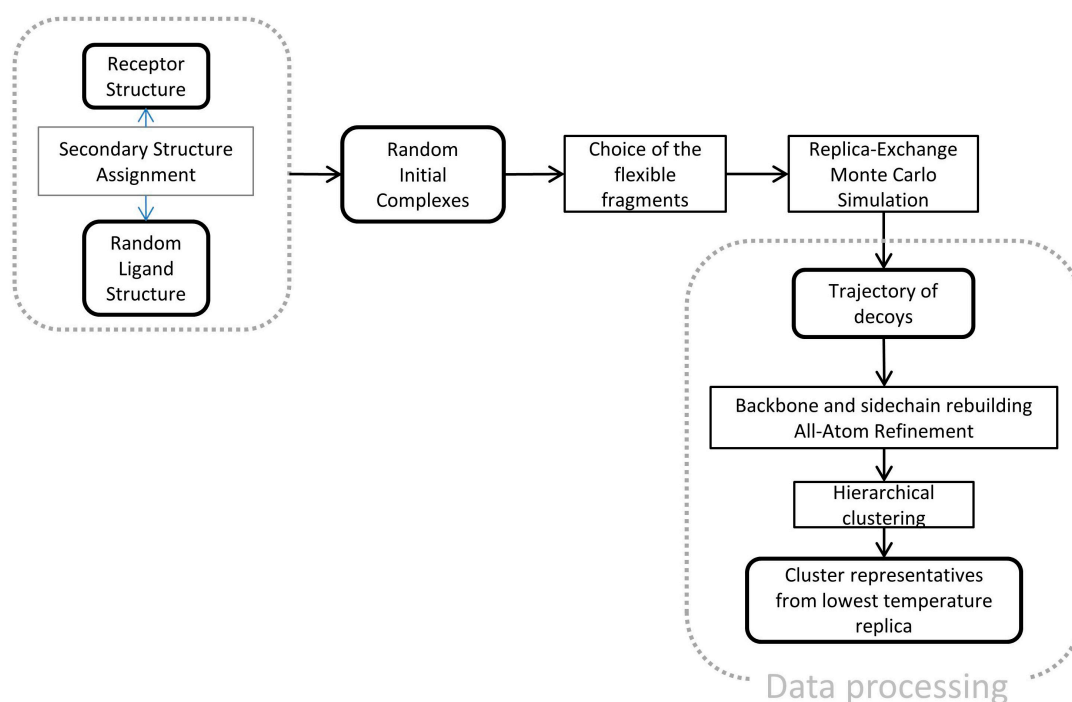 Receptor
Structure
Secondary Structure
Assignment
Random
Ligand
Structure
Random
Initial
Complexes
Choice of the
flexible
fragments
Replica-Exchange
Monte Carlo
Simulation
Trajectory of
decoys
Backbone and sidechain rebuilding
All-Atom Refinement
Hierarchical
clustering
Cluster representatives
from lowest temperature
replica
Data processing